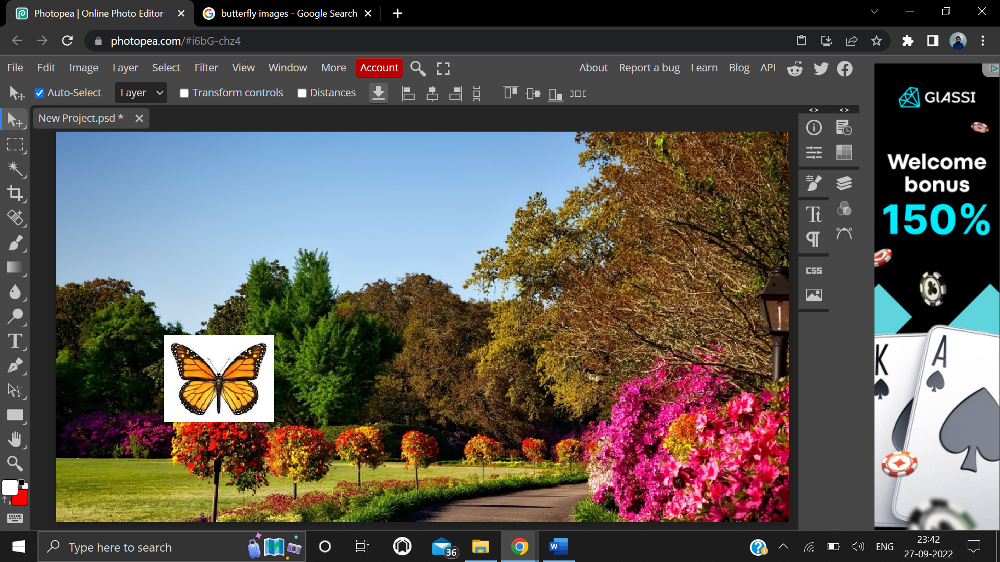 Photopea | Online Photo Editor
butterfly images - Google Search
photopea.com/#i6bG-chz4
File Edit Image Layer Select Filter View Window More Account
About Report a bug Learn Blog API
Auto-Select Layer Transform controls Distances
New Project.psd *
< > < >
CSS
GLASSI
Welcome
bonus
150%
K
A
Type here to search
36
ENG
23:42
27-09-2022